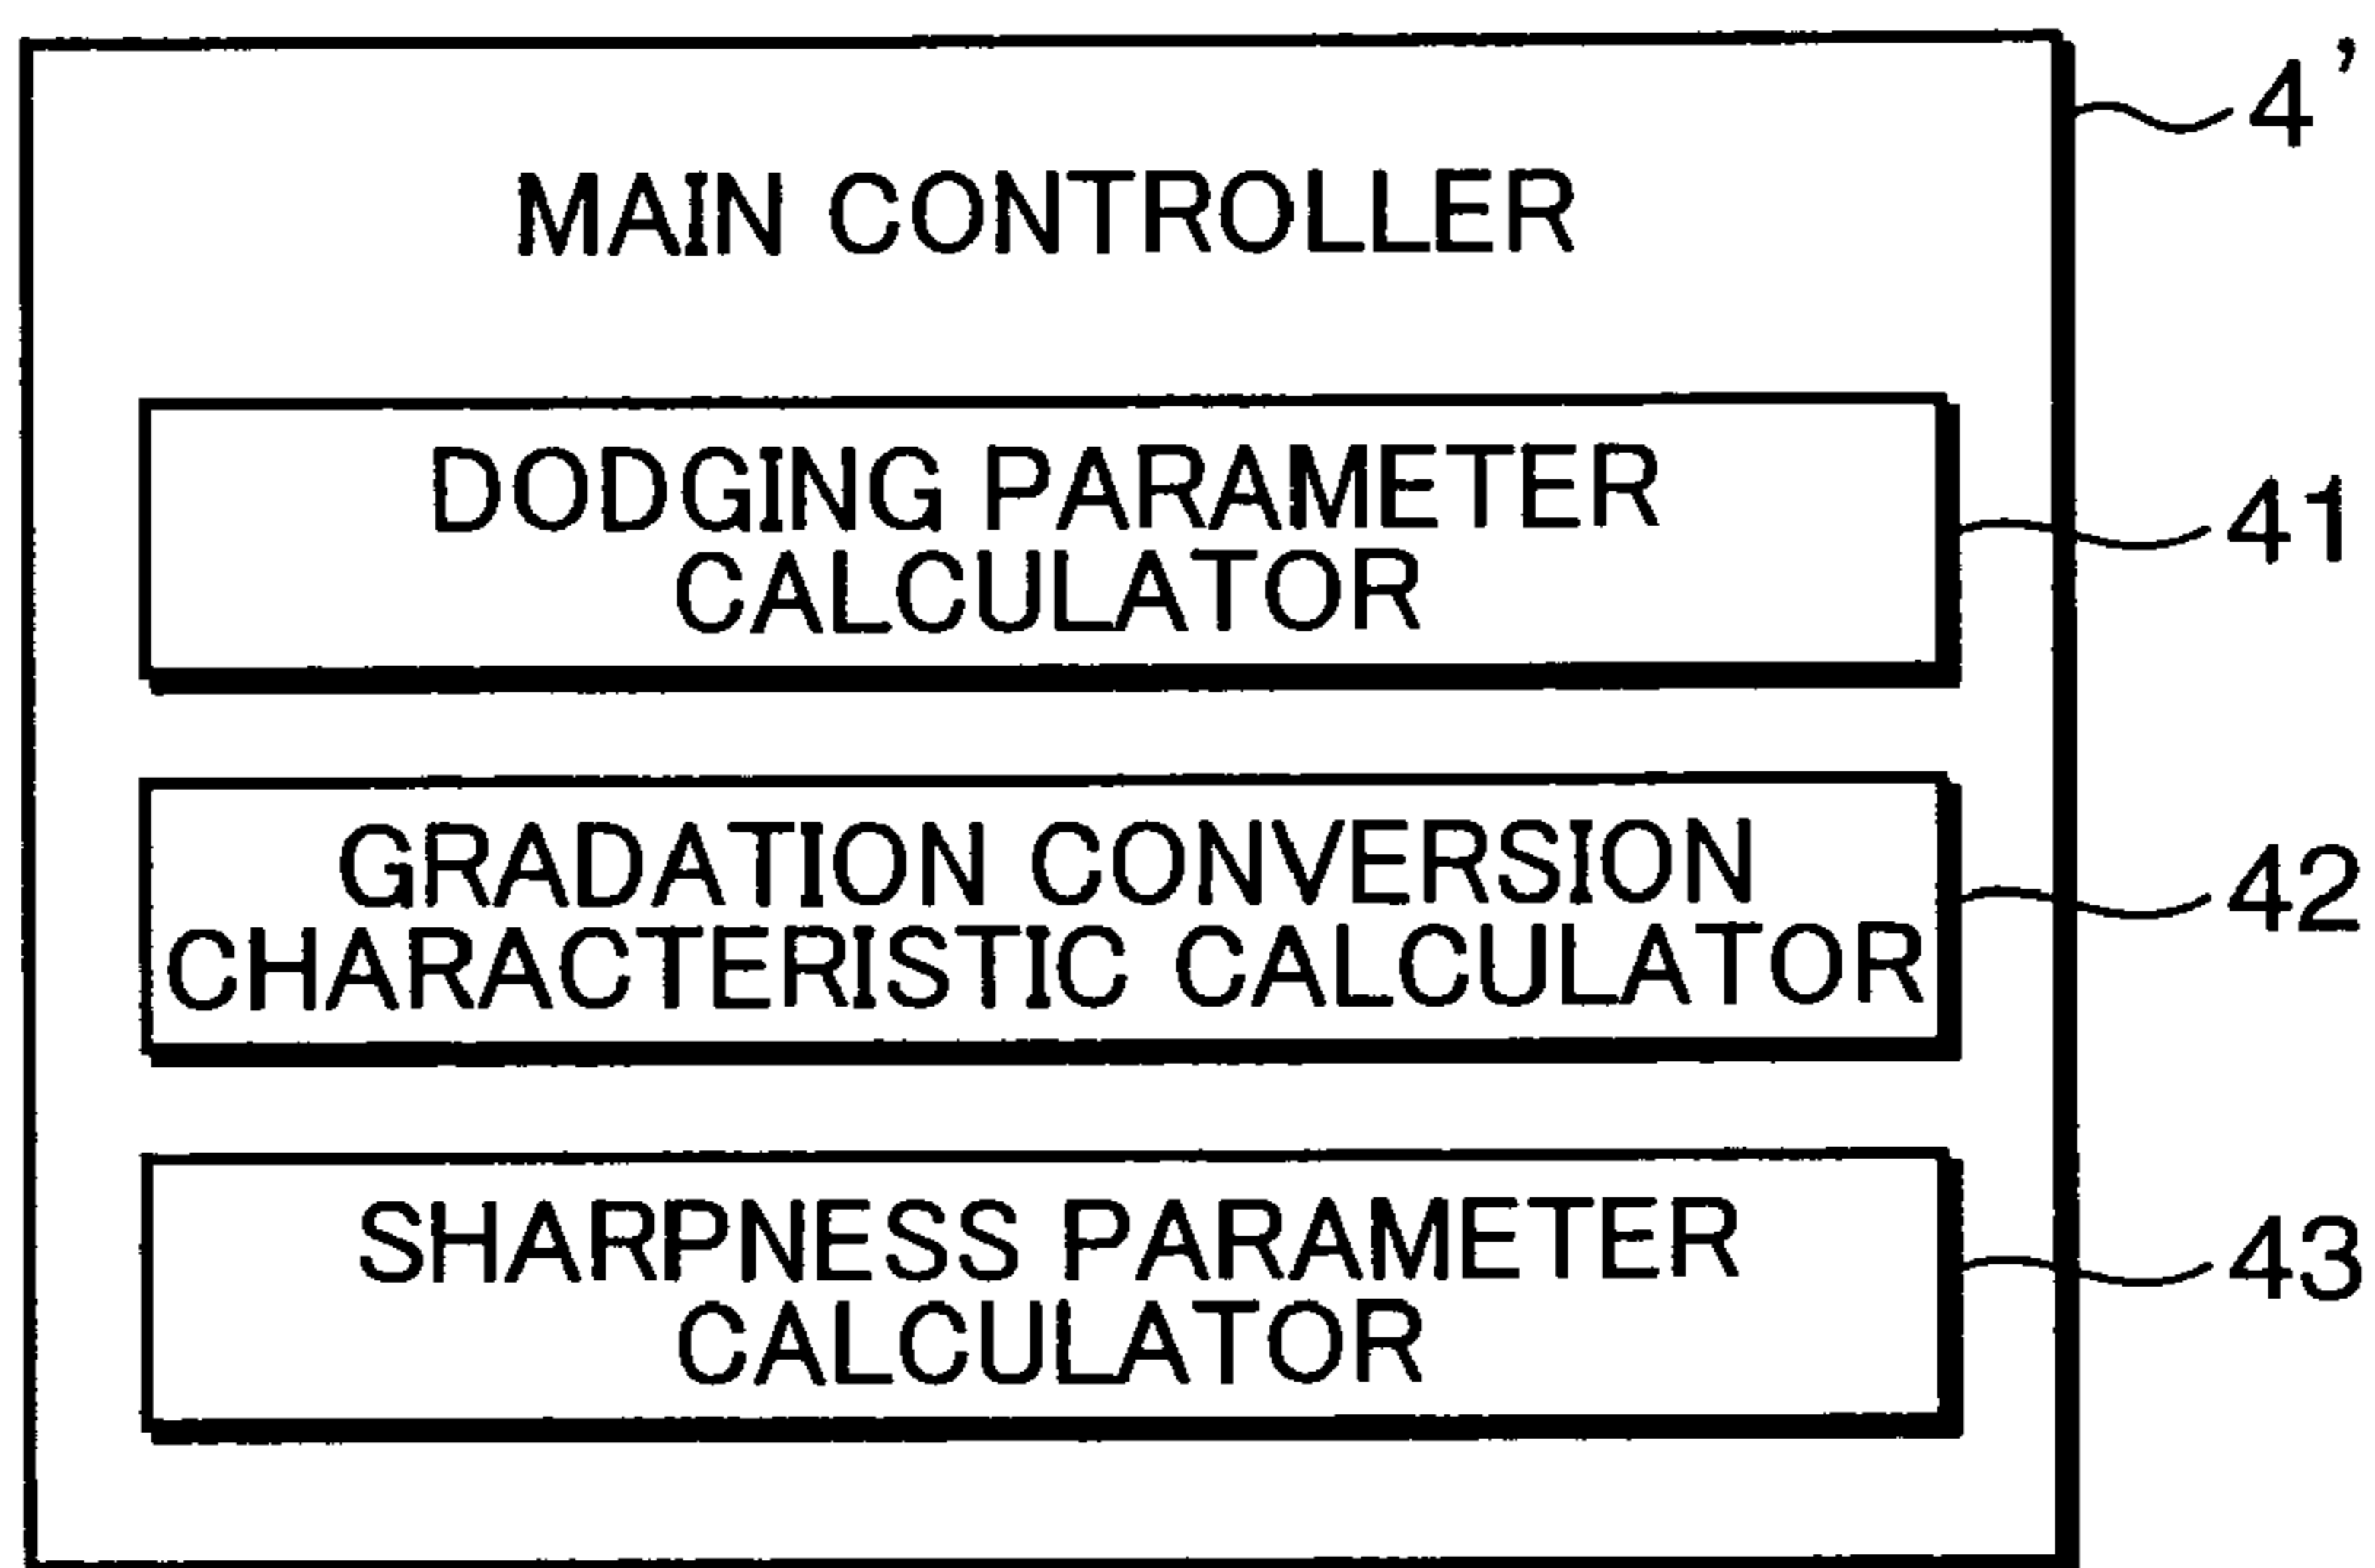 MAIN CONTROLLER
4'
DODGING PARAMETER
CALCULATOR
41
GRADATION CONVERSION
CHARACTERISTIC CALCULATOR
42
SHARPNESS PARAMETER
CALCULATOR
43